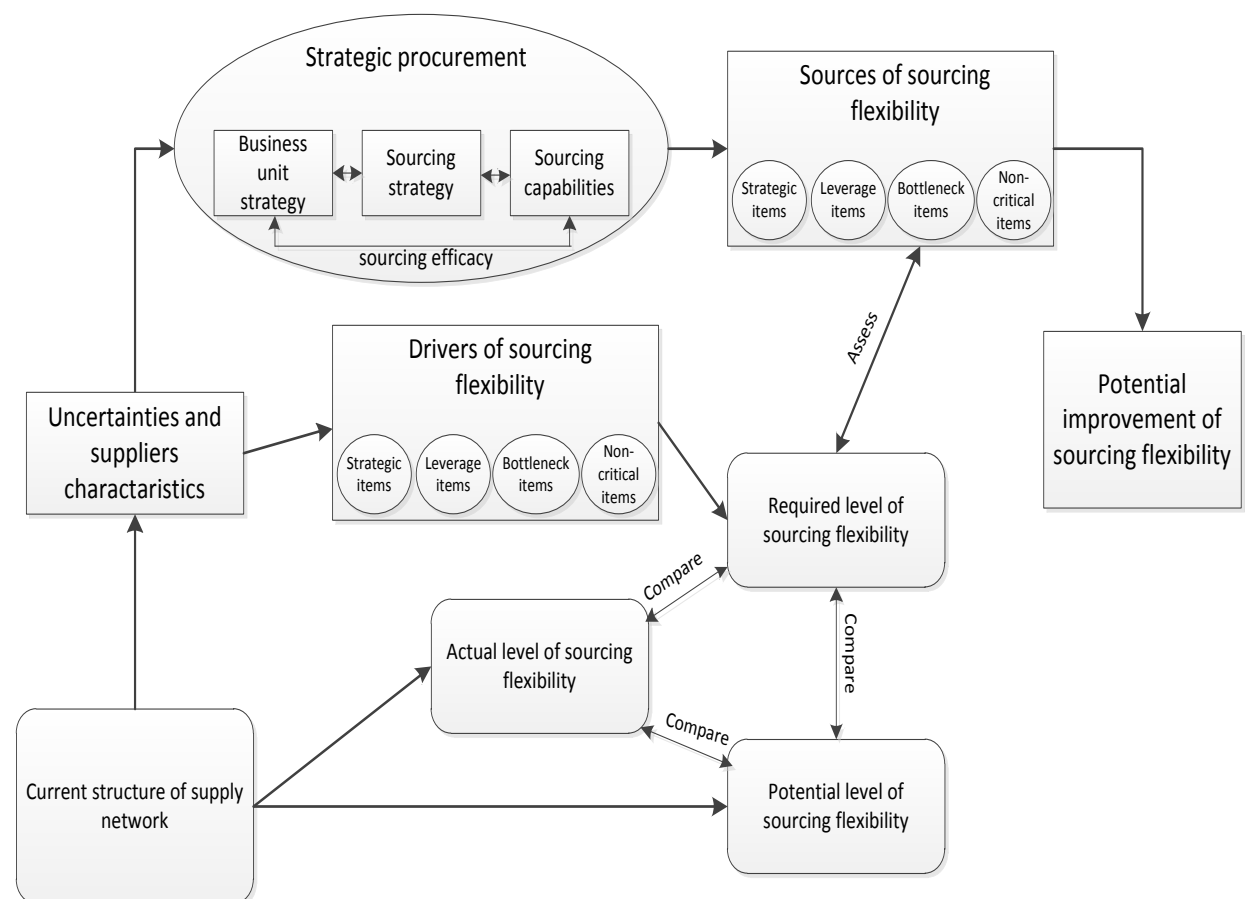 Strategic procurement
Business
unit
strategy
Sourcing
strategy
Sourcing
capabilities
sourcing efficacy
Sources of sourcing
flexibility
Strategic
items
Leverage
items
Bottleneck
items
Non-
critical
items
Drivers of sourcing
flexibility
Strategic
items
Leverage
items
Bottleneck
items
Non-
critical
items
Assess
Potential
improvement of
sourcing flexibility
Uncertainties and
suppliers
charactaristics
Required level of
sourcing flexibility
Compare
Actual level of sourcing
flexibility
Compare
Compare
Current structure of supply
network
Potential level of
sourcing flexibility